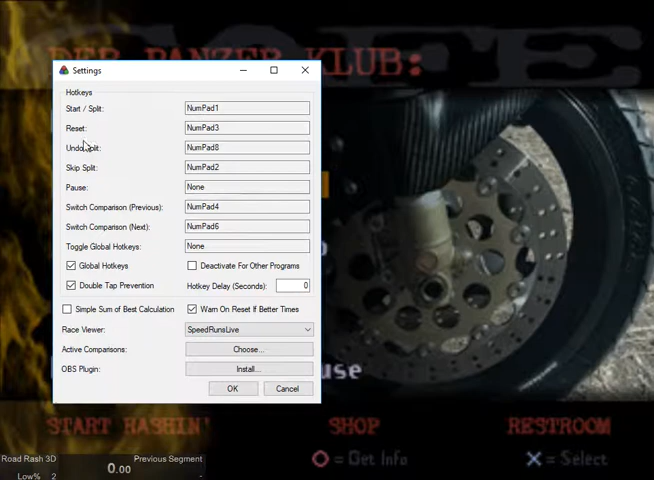 DER PANZER KLUB:
Settings
Hotkeys
Start / Split: NumPad1
Reset: NumPad3
Undo Split: NumPad8
Skip Split: NumPad2
Pause: None
Switch Comparison (Previous): NumPad4
Switch Comparison (Next): NumPad6
Toggle Global Hotkeys: None
Global Hotkeys Deactivate For Other Programs
Double Tap Prevention Hotkey Delay (Seconds): 0
Simple Sum of Best Calculation Warn On Reset If Better Times
Race Viewer: SpeedRunsLive
Active Comparisons: Choose...
OBS Plugin: Install...
use
OK Cancel
START RASHIN' SHOP RESTROOM
Road Rash 3D Previous Segment
= Get Info = Select
0.00 -
Low% 2